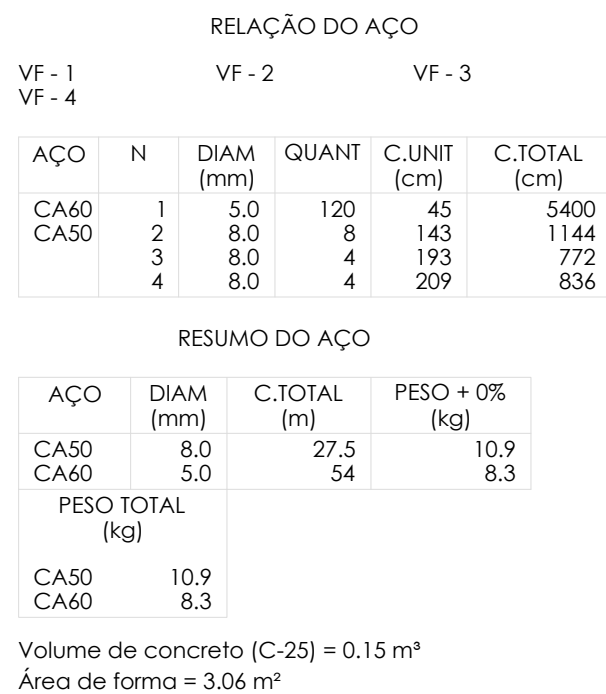 RELAÇÃO DO AÇO
VF - 1 VF - 2 VF - 3
VF - 4
AÇO N DIAM QUANT C.UNIT C.TOTAL
(mm) (cm) (cm)
CA60 1 5.0 120 45 5400
CA50 2 8.0 8 143 1144
3 8.0 4 193 772
4 8.0 4 209 836
RESUMO DO AÇO
AÇO DIAM C.TOTAL PESO + 0%
(mm) (m) (kg)
CA50 8.0 27.5 10.9
CA60 5.0 54 8.3
PESO TOTAL
(kg)
CA50 10.9
CA60 8.3
Volume de concreto (C-25) = 0.15 m³
Área de forma = 3.06 m²